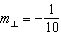 m⊥ = −1/10